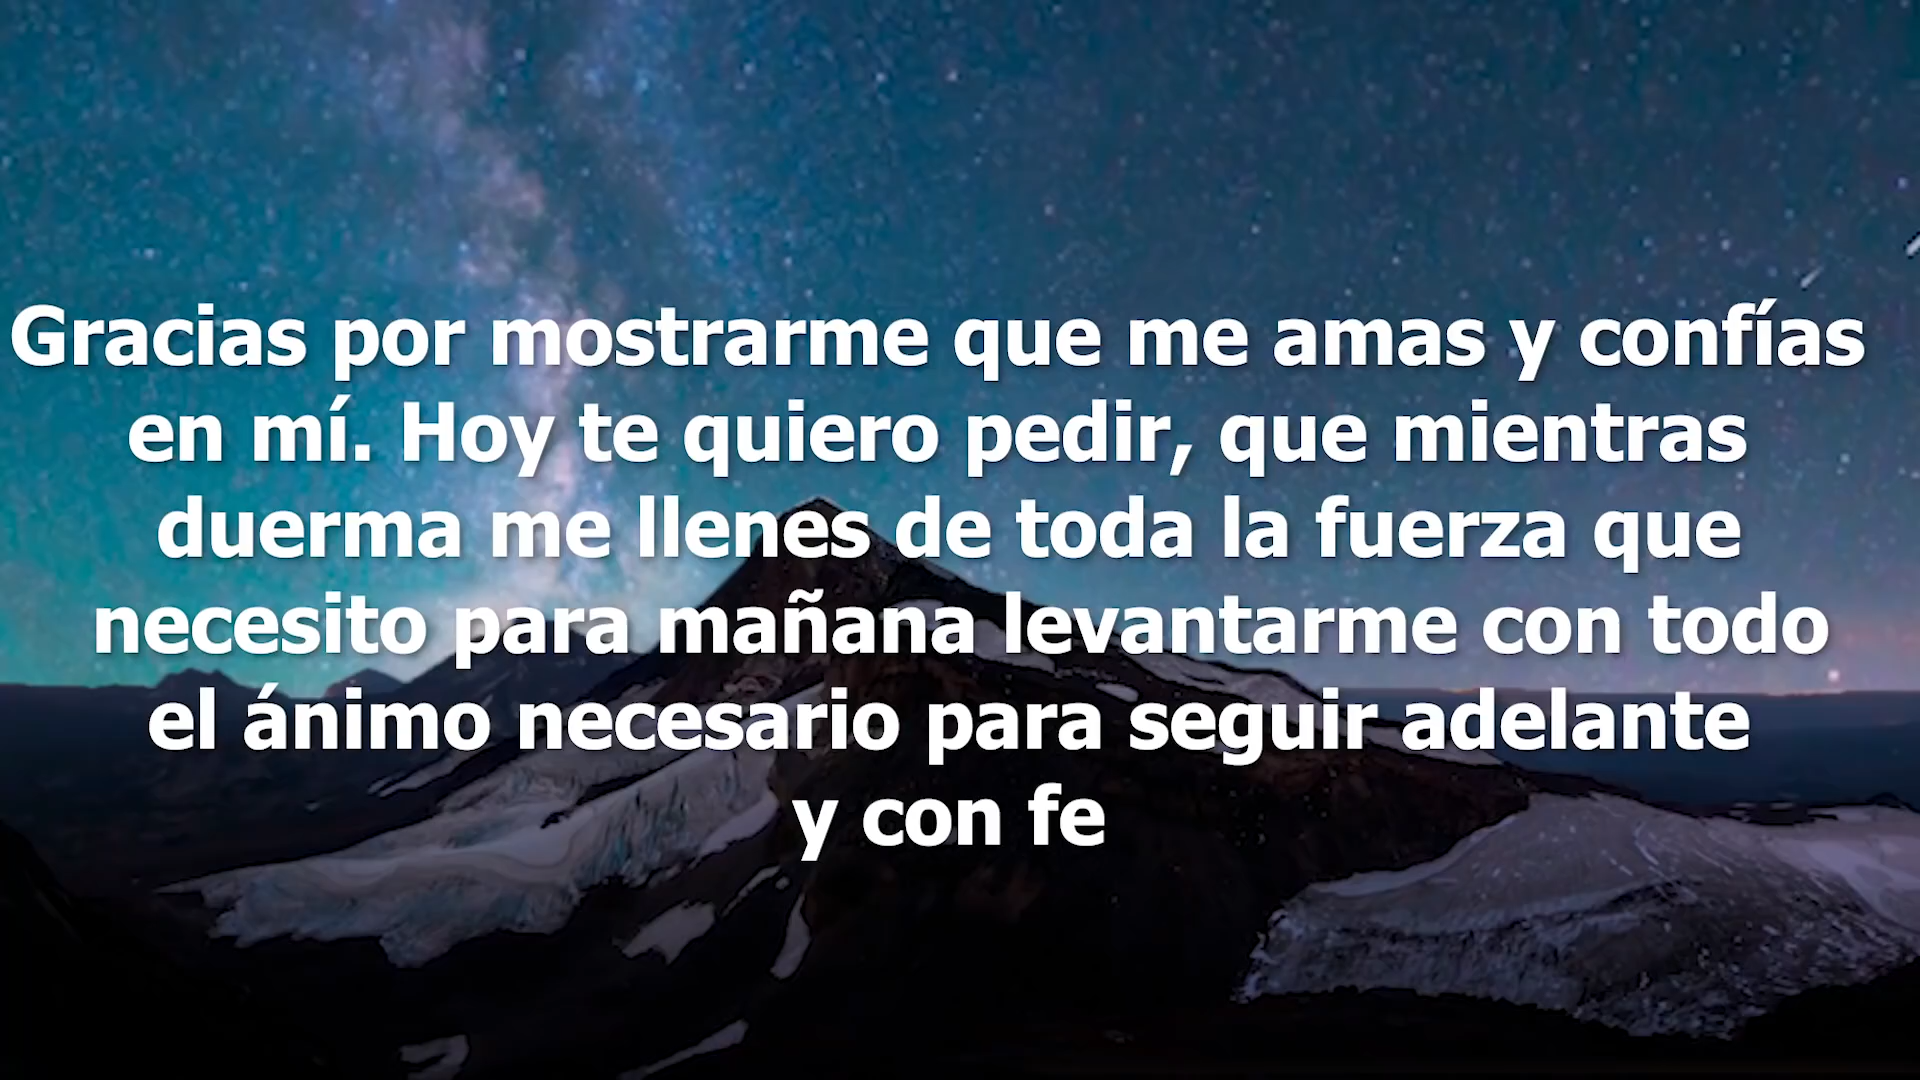 Gracias por mostrarme que me amas y confías
en mí. Hoy te quiero pedir, que mientras
duerma me llenes de toda la fuerza que
necesito para mañana levantarme con todo
el ánimo necesario para seguir adelante
y con fe